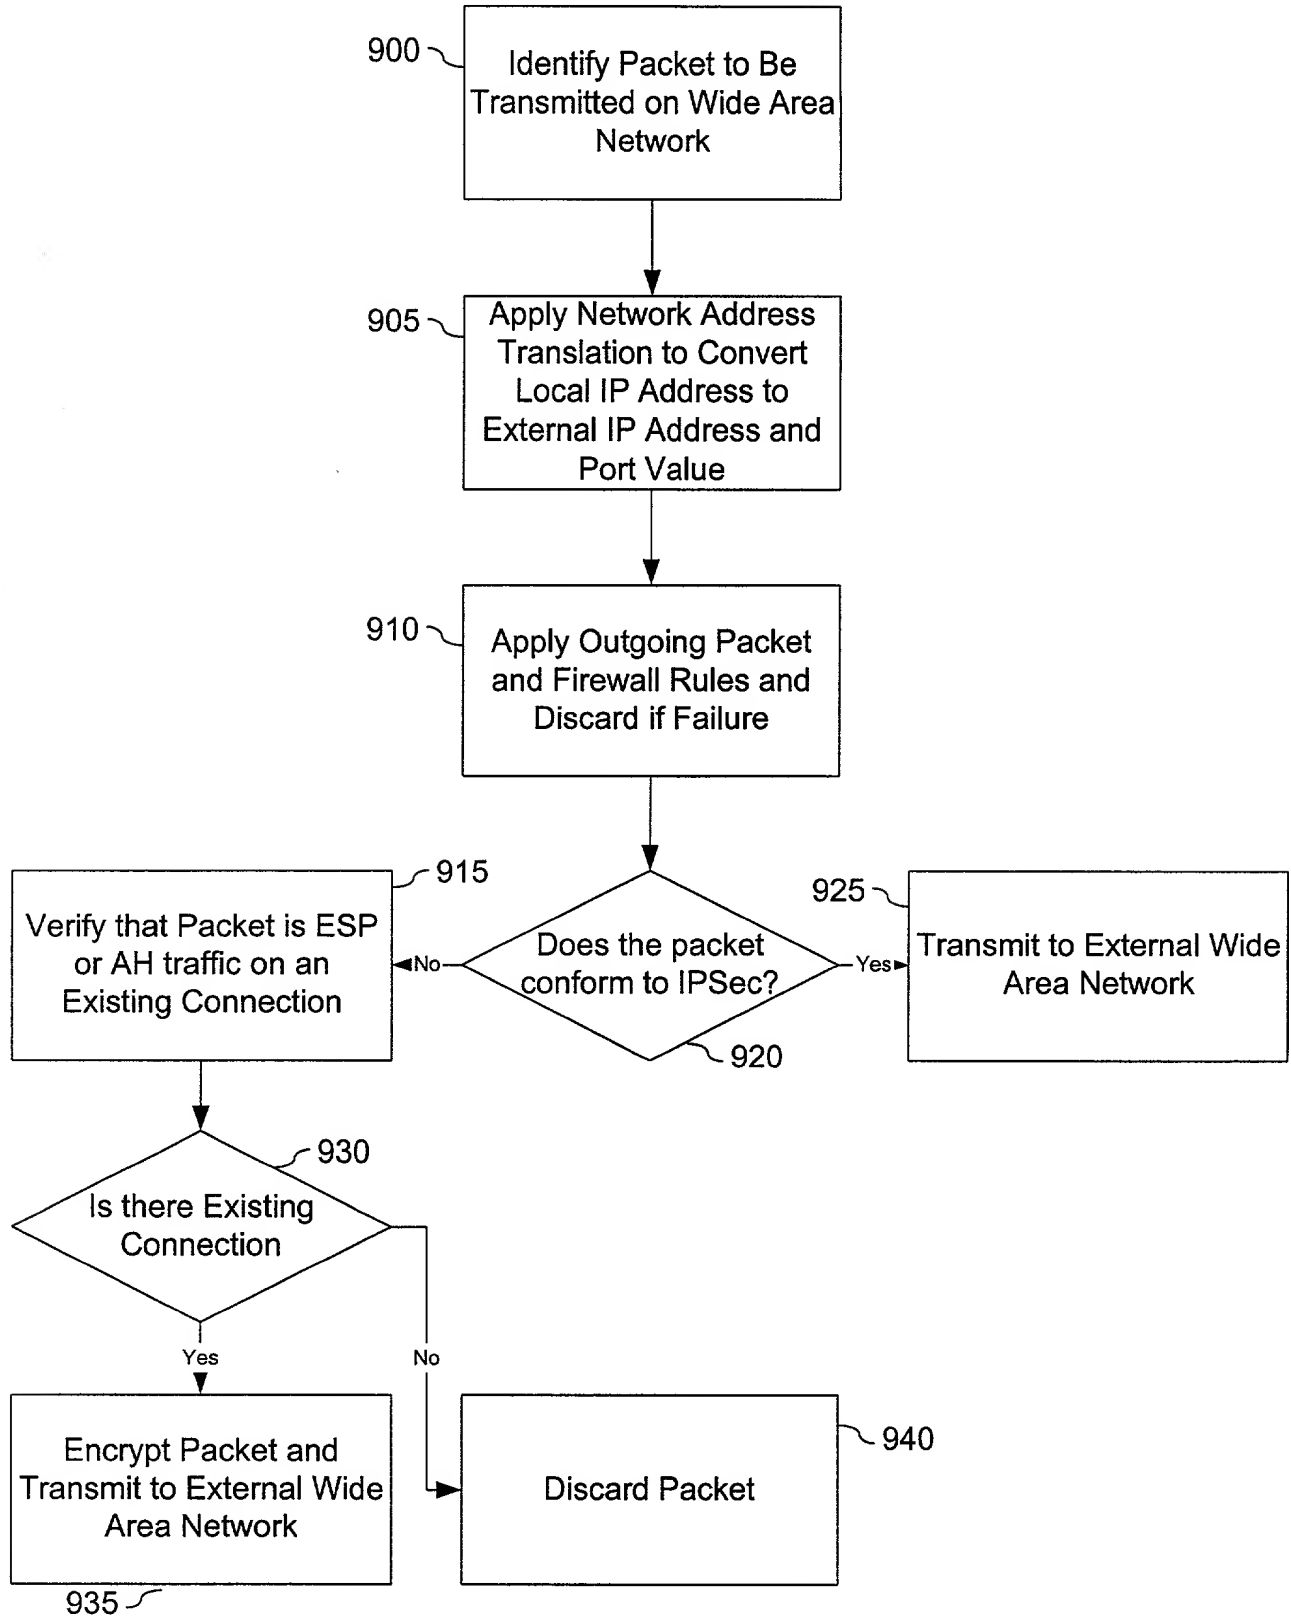 900
Identify Packet to Be
Transmitted on Wide Area
Network
905
Apply Network Address
Translation to Convert
Local IP Address to
External IP Address and
Port Value
910
Apply Outgoing Packet
and Firewall Rules and
Discard if Failure
915
Verify that Packet is ESP
or AH traffic on an
Existing Connection
No
Does the packet
conform to IPSec?
920
Yes
925
Transmit to External Wide
Area Network
930
Is there Existing
Connection
Yes
No
Encrypt Packet and
Transmit to External Wide
Area Network
935
Discard Packet
940